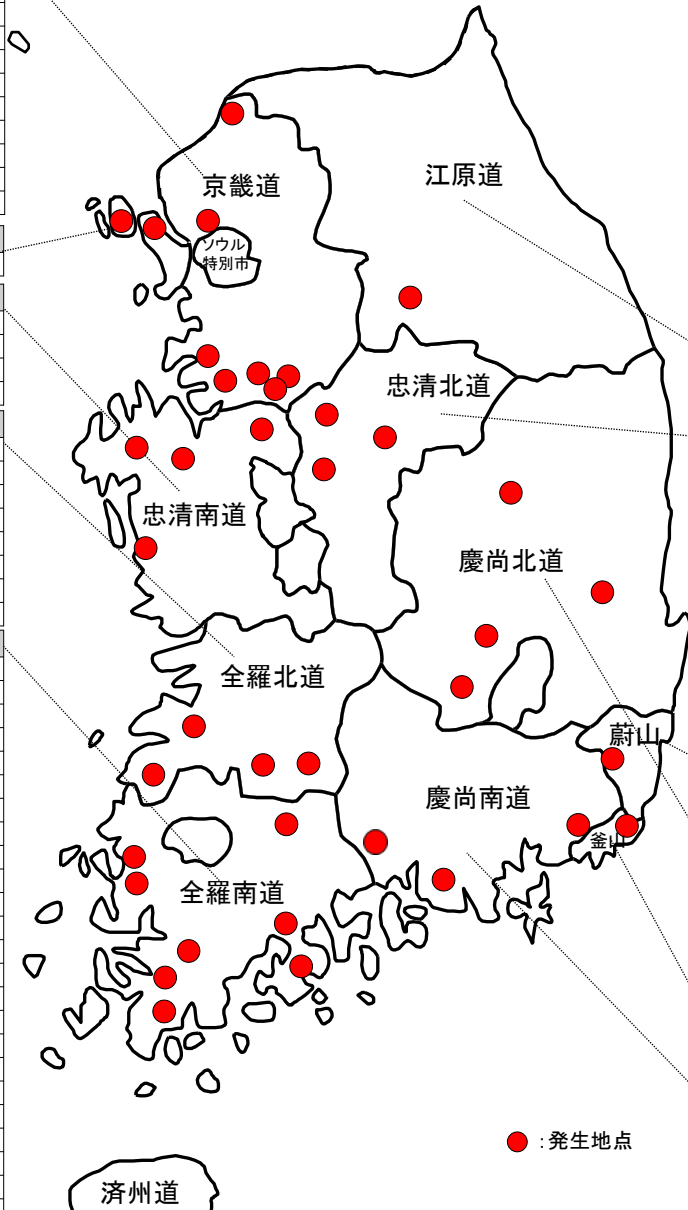 江原道
京畿道
ソウル
特別市
忠清北道
忠清南道
慶尚北道
全羅北道
蔚山
慶尚南道
釜山
全羅南道
:発生地点
済州道